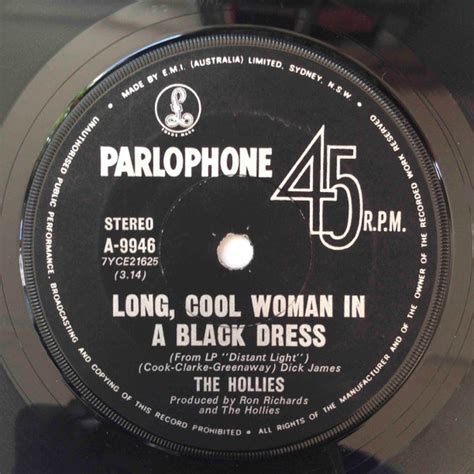 MADE BY E.M.I. (AUSTRALIA) LIMITED, SYDNEY, N.S.W.
£
TRADE MARK
PARLOPHONE
45 R.P.M.
STEREO
A-9946
7YCE21625
(3.14)
LONG, COOL WOMAN IN
A BLACK DRESS
(From LP "Distant Light")
(Cook-Clarke-Greenaway) Dick James
THE HOLLIES
Produced by Ron Richards
and The Hollies
UNAUTHORISED PUBLIC PERFORMANCE, BROADCASTING AND COPYING OF THIS RECORD PROHIBITED • ALL RIGHTS OF THE MANUFACTURER AND OF THE OWNER OF THE RECORDED WORK RESERVED